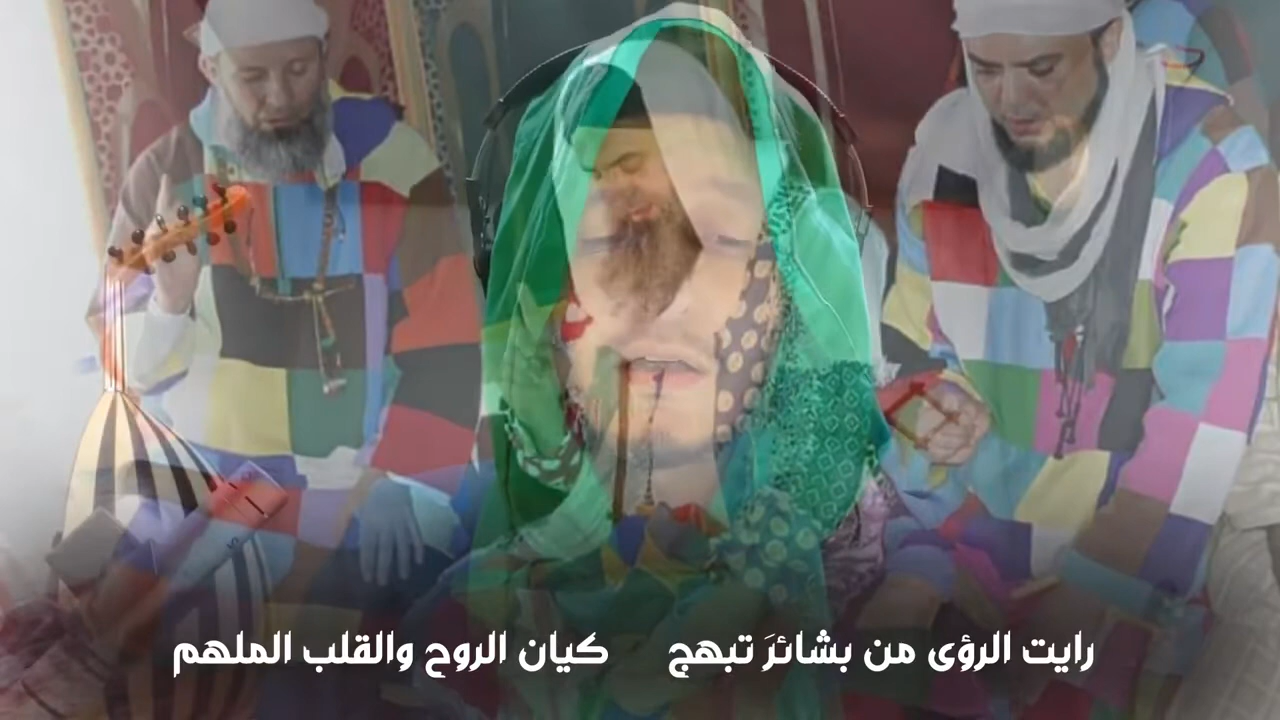 رايت الرؤى من بشائرَ تبهج كيان الروح والقلب الملهم